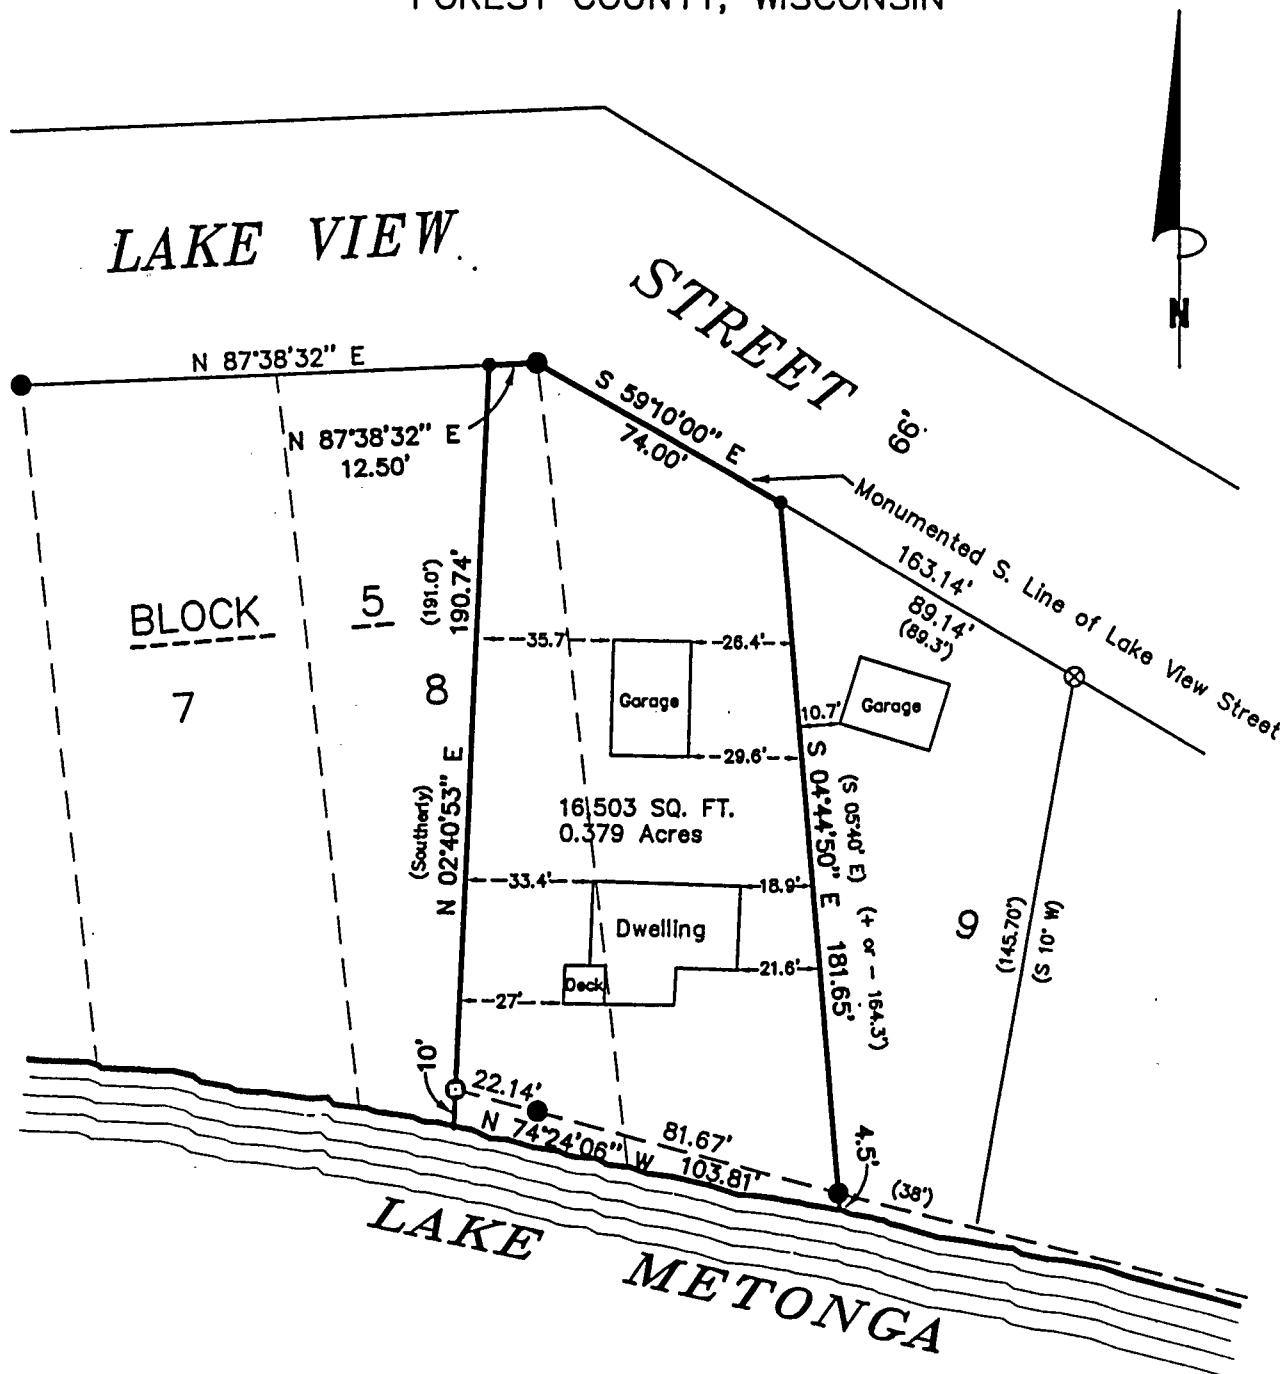 FOREST COUNTY, WISCONSIN
N
LAKE VIEW
STREET
66'
N 87°38'32" E
N 87°38'32" E
12.50'
S 59°10'00" E
74.00'
Monumented S. Line of Lake View Street
163.14'
89.14'
(89.3')
BLOCK
7
5
8
9
(191.0')
190.74'
(Southerly)
N 02°40'53" E
35.7
26.4'
Garage
29.6'
10.7'
Garage
16,503 SQ. FT.
0.379 Acres
S 04°44'50" E 181.65'
(S 05°40' E) (+ or - 164.3')
33.4'
18.9'
Dwelling
Deck
21.6'
27'
(145.70')
(S 10° W)
10'
22.14'
N 74°24'06" W
81.67'
103.81'
4.5'
(38')
LAKE METONGA